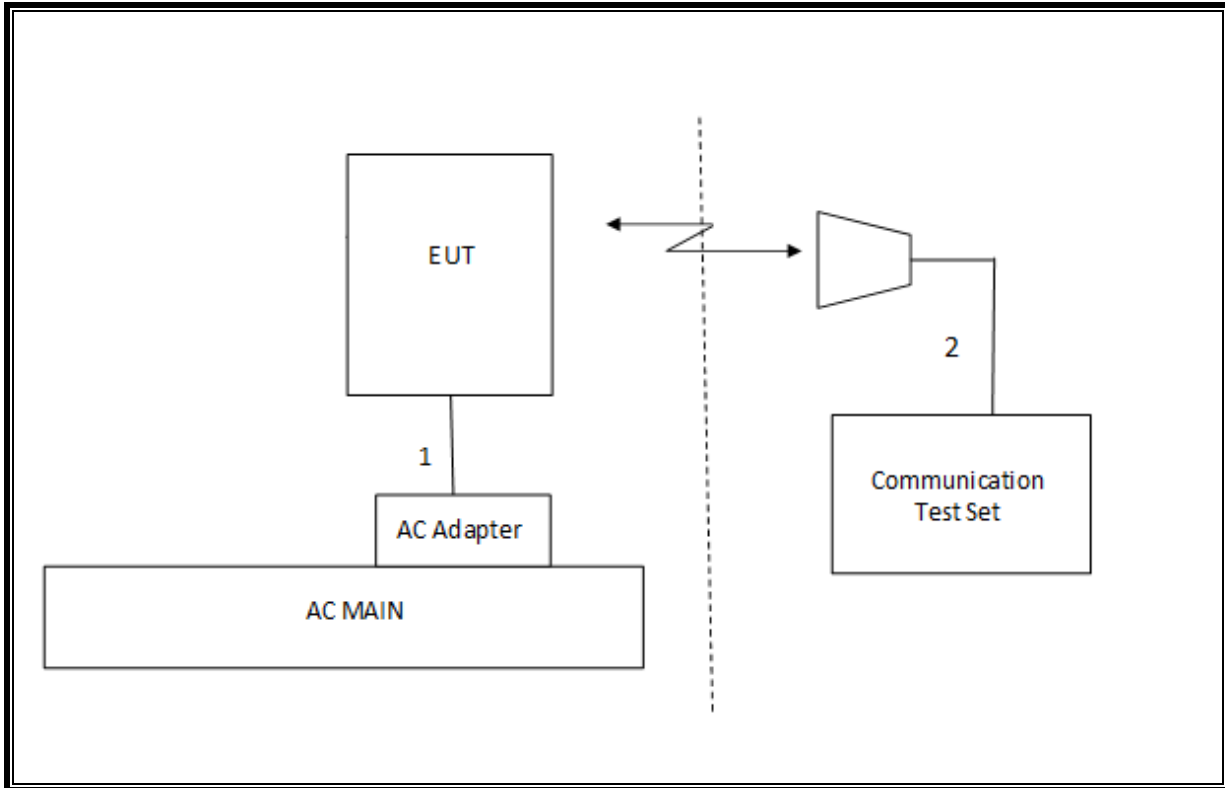 EUT
1
AC Adapter
AC MAIN
2
Communication
Test Set